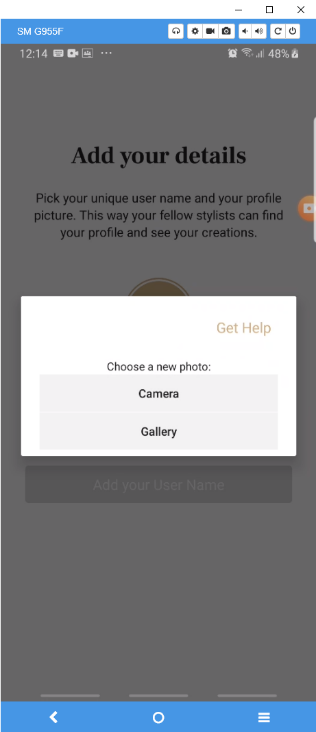 SM G955F
12:14
48%
Add your details
Pick your unique user name and your profile
picture. This way your fellow stylists can find
your profile and see your creations.
Get Help
Choose a new photo:
Camera
Gallery
Add your User Name